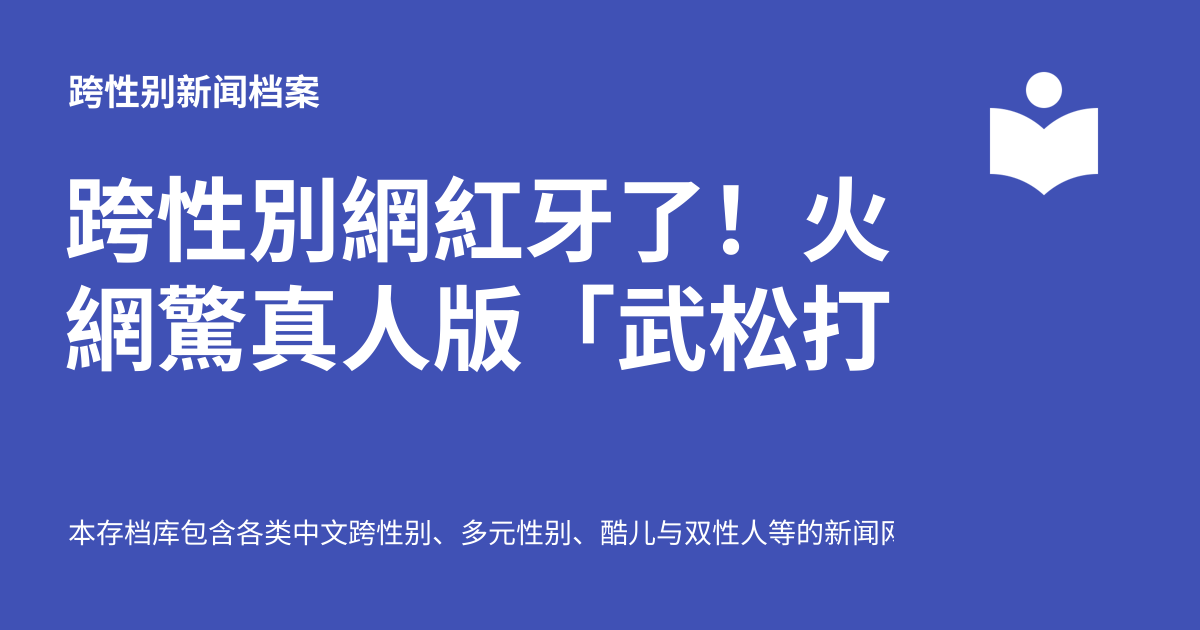 跨性别新闻档案
跨性別網紅牙了！火
網驚真人版「武松打
本存档库包含各类中文跨性别、多元性别、酷儿与双性人等的新闻